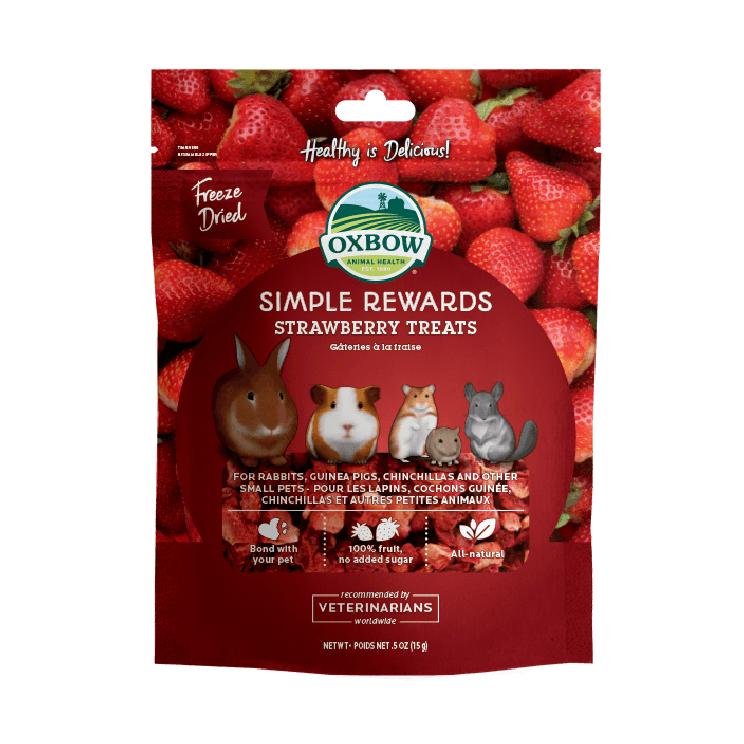 Healthy is Delicious!
Freeze
Dried
OXBOW
ANIMAL HEALTH
EST. 1980
®
SIMPLE REWARDS
STRAWBERRY TREATS
Gâteries à la fraise
FOR RABBITS, GUINEA PIGS, CHINCHILLAS AND OTHER
SMALL PETS • POUR LES LAPINS, COCHONS GUINÉE,
CHINCHILLAS ET AUTRES PETITES ANIMAUX
Bond with
your pet
100% fruit,
no added sugar
All-natural
recommended by
VETERINARIANS
worldwide
NET WT • POIDS NET .5 OZ (15 g)